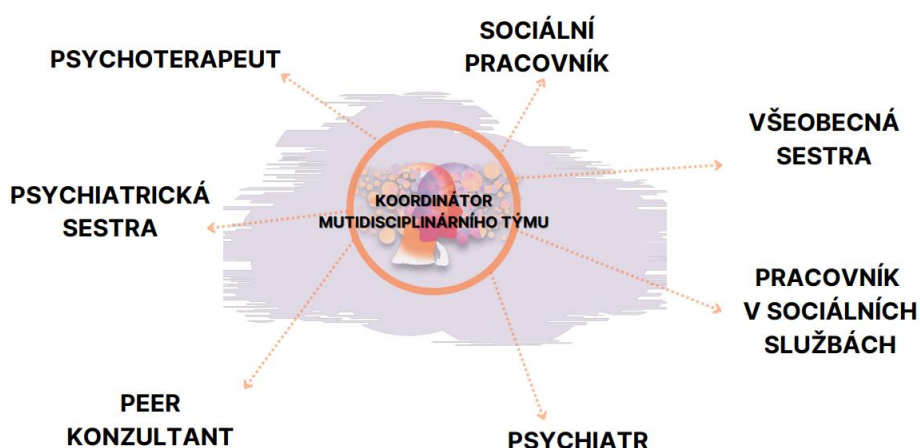 SOCIÁLNÍ
PRACOVNÍK
PSYCHOTERAPEUT
VŠEOBECNÁ
SESTRA
PSYCHIATRICKÁ
SESTRA
KOORDINÁTOR
MUTIDISCIPLINÁRNÍHO TÝMU
PRACOVNÍK
V SOCIÁLNÍCH
SLUŽBÁCH
PEER
KONZULTANT
PSYCHIATR